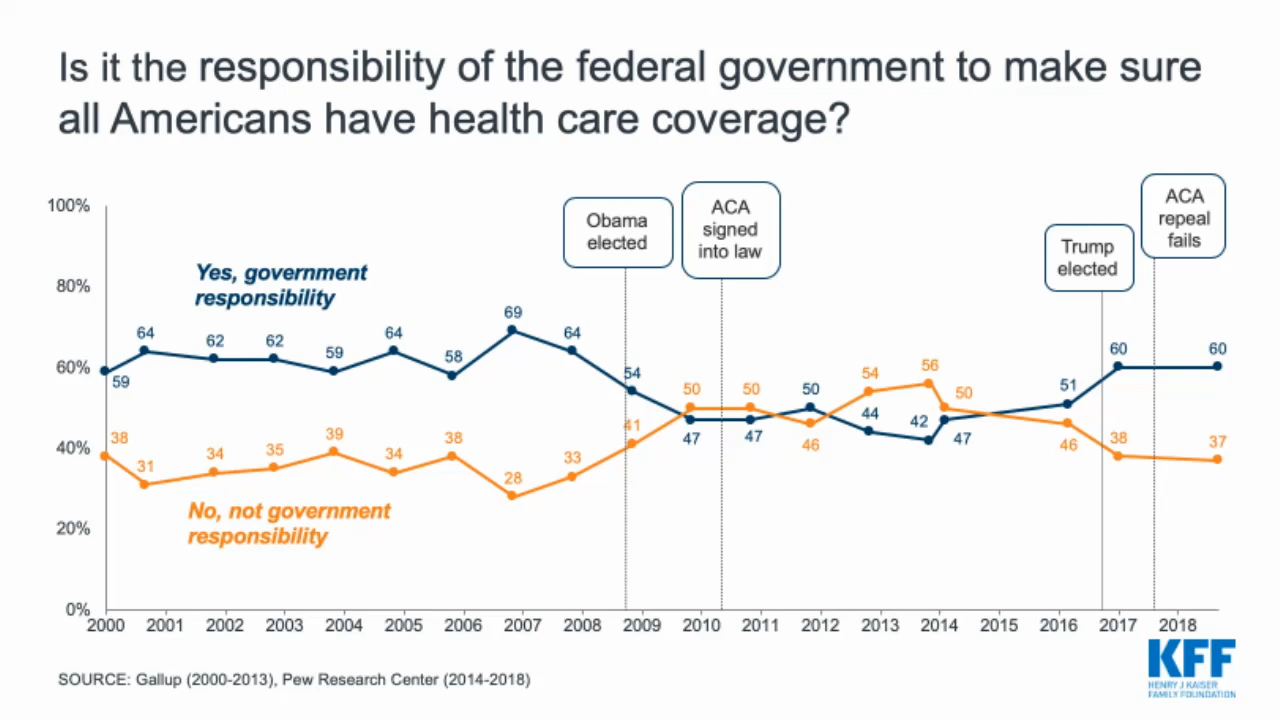 Is it the responsibility of the federal government to make sure
all Americans have health care coverage?
100%
80%
60%
40%
20%
0%
Obama
elected
ACA
signed
into law
Trump
elected
ACA
repeal
fails
Yes, government
responsibility
59
64
62
62
59
64
58
69
64
54
47
47
50
44
42
47
51
60
60
38
31
34
35
39
34
38
28
33
41
50
50
46
54
56
50
46
38
37
No, not government
responsibility
2000 2001 2002 2003 2004 2005 2006 2007 2008 2009 2010 2011 2012 2013 2014 2015 2016 2017 2018
SOURCE: Gallup (2000-2013), Pew Research Center (2014-2018)
KFF
HENRY J KAISER
FAMILY FOUNDATION